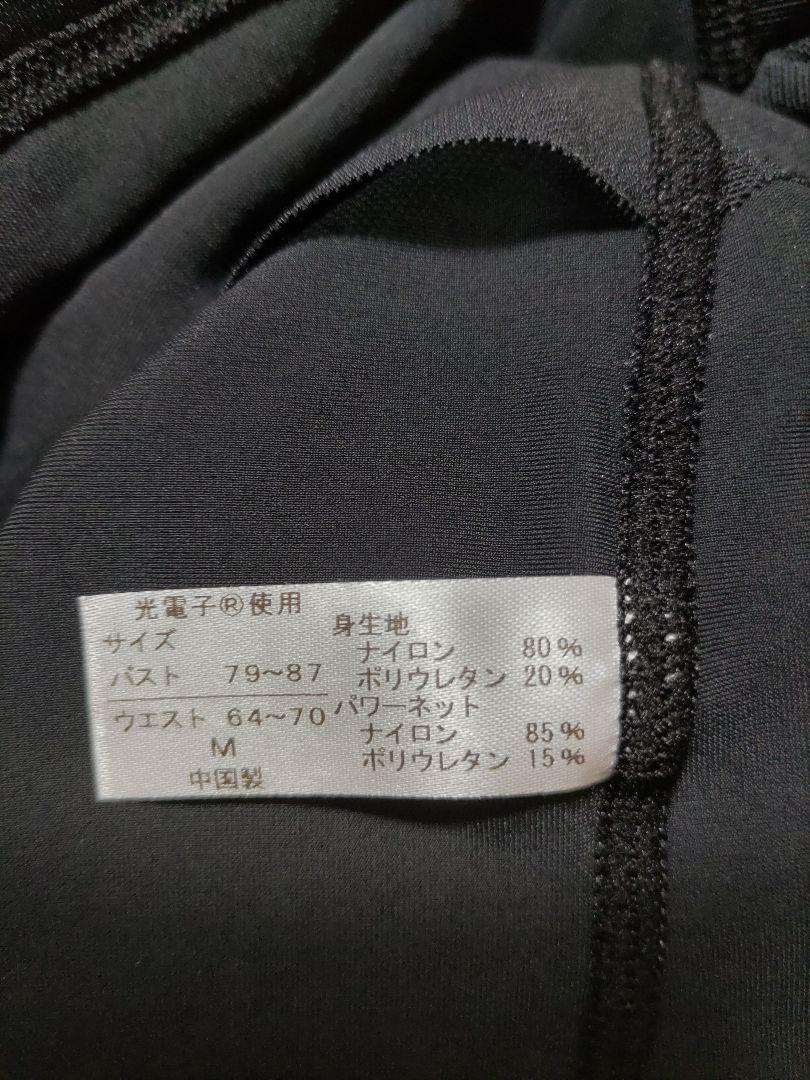 光電子®使用
サイズ
バスト 79~87
ウエスト 64~70
M
中国製
身生地
ナイロン 80%
ポリウレタン 20%
パワーネット
ナイロン 85%
ポリウレタン 15%